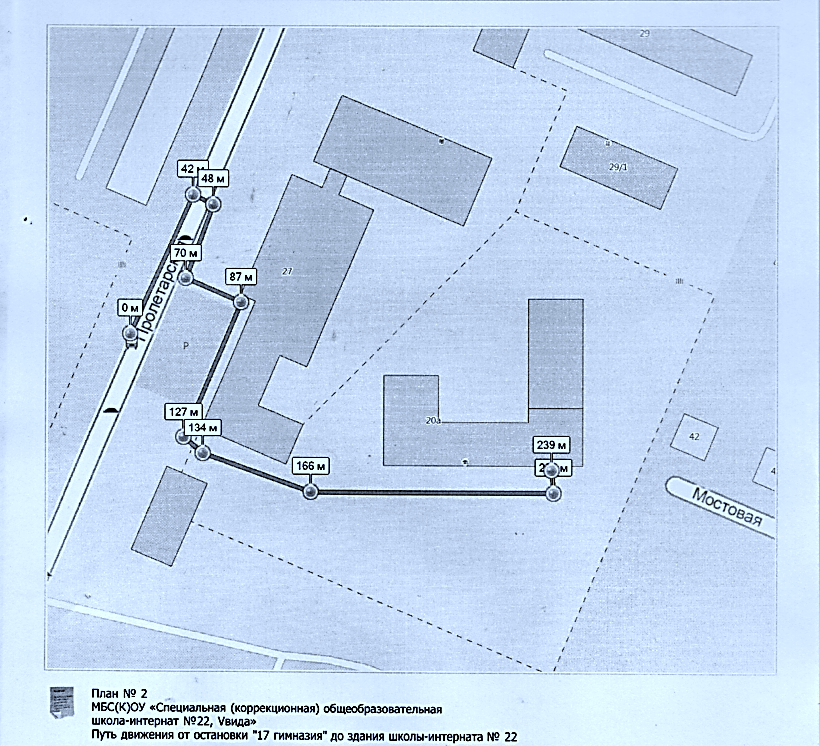 29
42 м
48 м
29/1
70 м
87 м
27
0 м
Пролетарск
P
127 м
134 м
20а
42
239 м
166 м
Мостовая
План № 2
МБС(К)ОУ «Специальная (коррекционная) общеобразовательная
школа-интернат №22, Vвида»
Путь движения от остановки "17 гимназия" до здания школы-интерната № 22